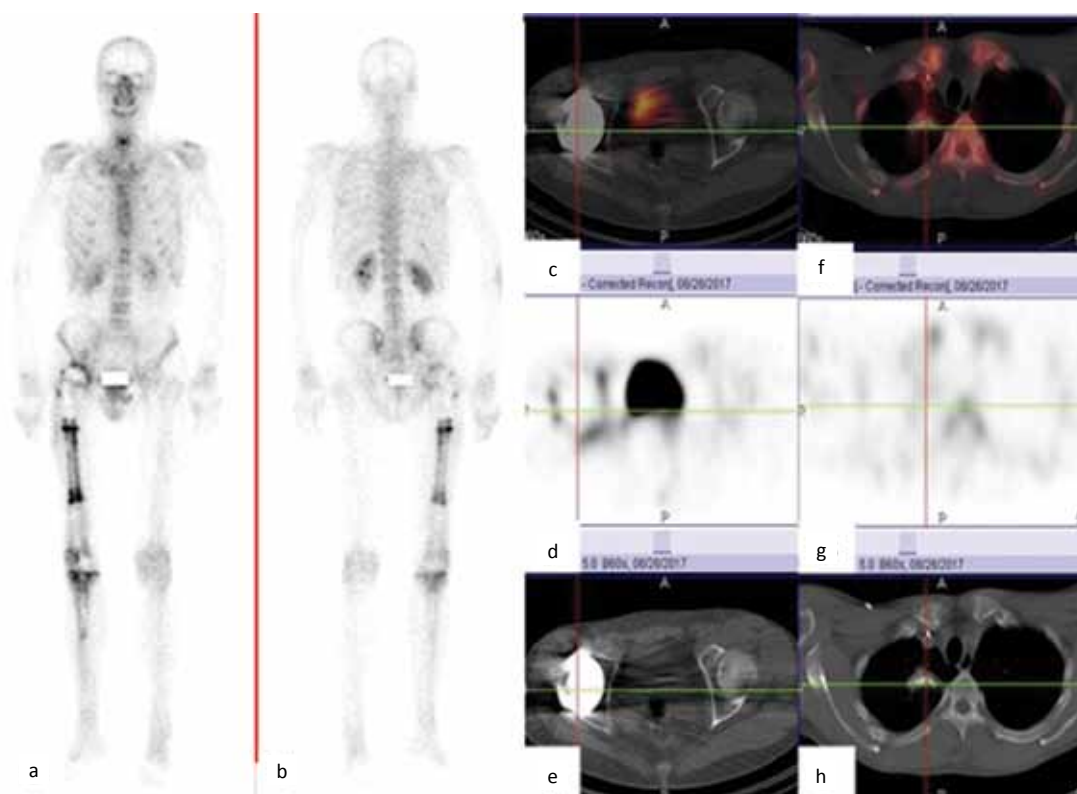 A
A
P
P
c
f
- Corrected Recon[, 06/26/2017
[- Corrected Recon[, 06/26/2017
A
A
P
P
d
g
5.0 B60s, 06/26/2017
5.0 B60s, 06/26/2017
A
A
P
a
b
e
h